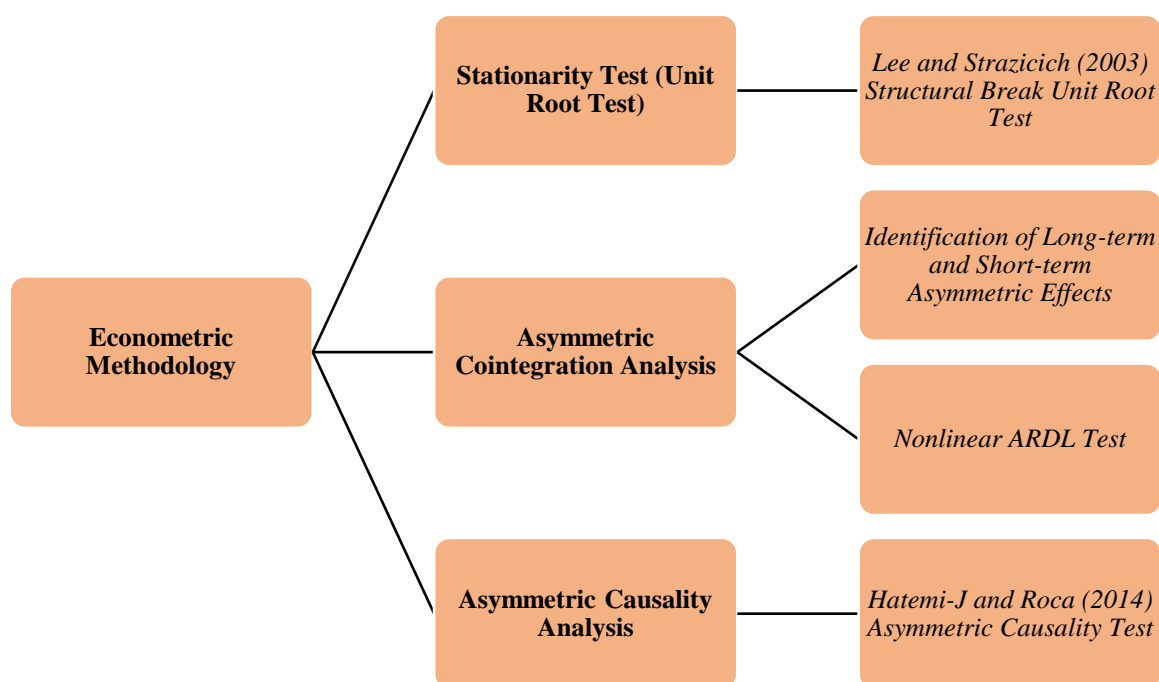 Econometric
Methodology
Stationarity Test (Unit
Root Test)
Lee and Strazicich (2003)
Structural Break Unit Root
Test
Asymmetric
Cointegration Analysis
Identification of Long-term
and Short-term
Asymmetric Effects
Nonlinear ARDL Test
Asymmetric Causality
Analysis
Hatemi-J and Roca (2014)
Asymmetric Causality Test